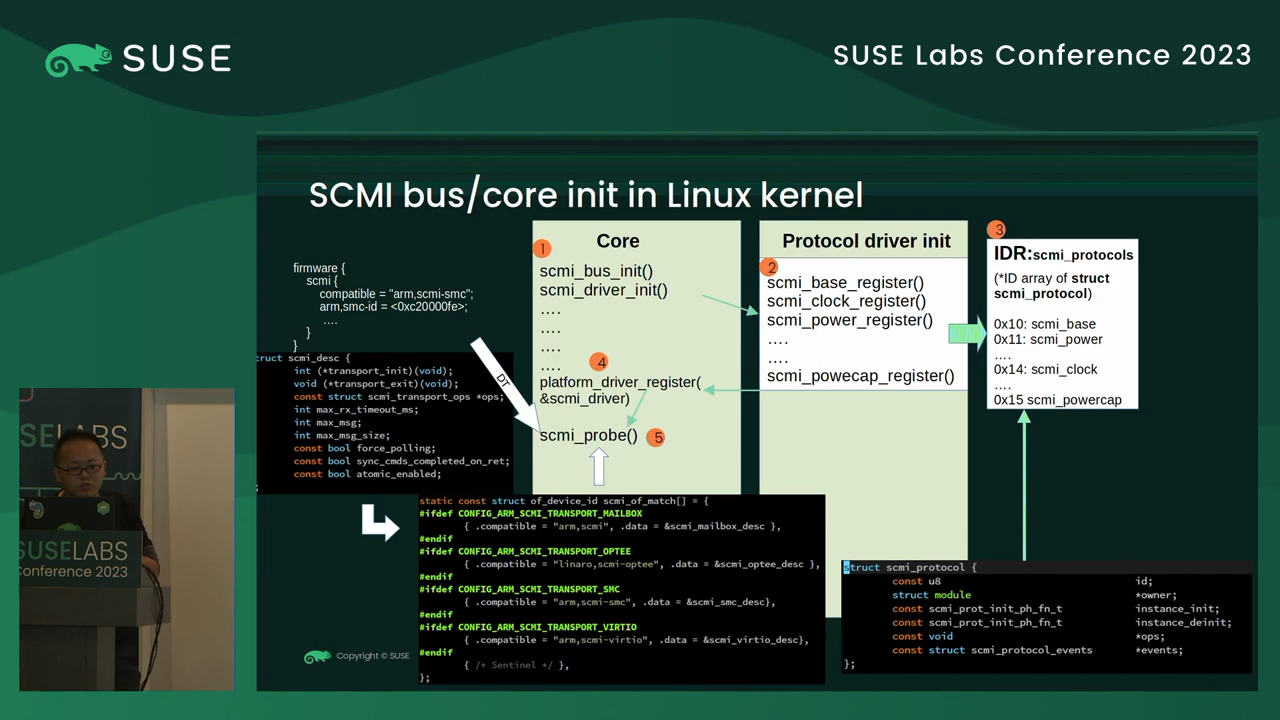 SUSE
SUSE Labs Conference 2023
SCMI bus/core init in Linux kernel
firmware {
scmi {
compatible = "arm,scmi-smc";
arm,smc-id = <0xc20000fe>;
....
}
}
truct scmi_desc {
int (*transport_init)(void);
void (*transport_exit)(void);
const struct scmi_transport_ops *ops;
int max_rx_timeout_ms;
int max_msg;
int max_msg_size;
const bool force_polling;
const bool sync_cmds_completed_on_ret;
const bool atomic_enabled;
;
DT
1
Core
scmi_bus_init()
scmi_driver_init()
....
....
....
....
4
platform_driver_register(
&scmi_driver)
scmi_probe()
5
Protocol driver init
2
scmi_base_register()
scmi_clock_register()
scmi_power_register()
....
....
scmi_powecap_register()
3
IDR:scmi_protocols
(*ID array of struct
scmi_protocol)
0x10: scmi_base
0x11: scmi_power
....
0x14: scmi_clock
....
0x15 scmi_powercap
static const struct of_device_id scmi_of_match[] = {
#ifdef CONFIG_ARM_SCMI_TRANSPORT_MAILBOX
{ .compatible = "arm,scmi", .data = &scmi_mailbox_desc },
#endif
#ifdef CONFIG_ARM_SCMI_TRANSPORT_OPTEE
{ .compatible = "linaro,scmi-optee", .data = &scmi_optee_desc },
#endif
#ifdef CONFIG_ARM_SCMI_TRANSPORT_SMC
{ .compatible = "arm,scmi-smc", .data = &scmi_smc_desc},
#endif
#ifdef CONFIG_ARM_SCMI_TRANSPORT_VIRTIO
{ .compatible = "arm,scmi-virtio", .data = &scmi_virtio_desc},
#endif
{ /* Sentinel */ },
};
struct scmi_protocol {
const u8 id;
struct module *owner;
const scmi_prot_init_ph_fn_t instance_init;
const scmi_prot_init_ph_fn_t instance_deinit;
const void *ops;
const struct scmi_protocol_events *events;
};
Copyright © SUSE
SELABS
SUSELABS
Conference 2023